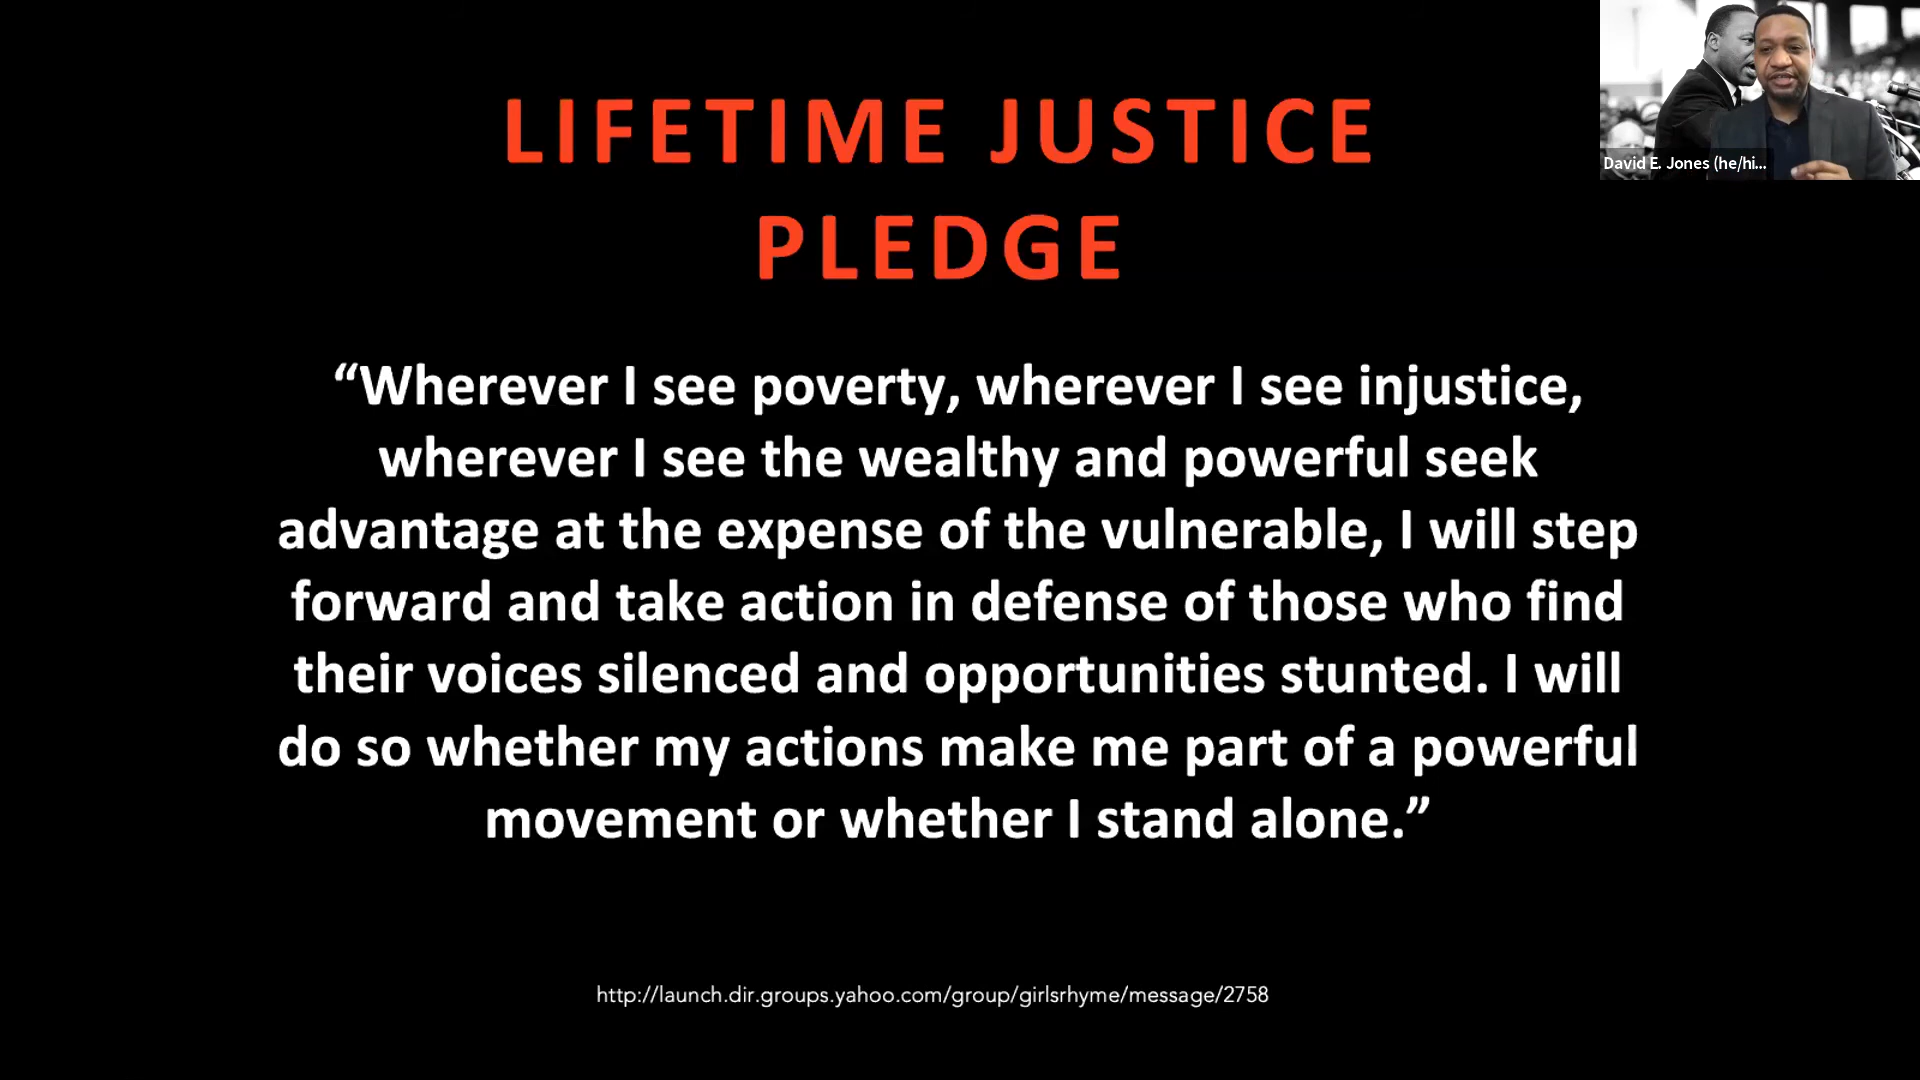 LIFETIME JUSTICE
PLEDGE
David E. Jones (he/hi...
“Wherever I see poverty, wherever I see injustice,
wherever I see the wealthy and powerful seek
advantage at the expense of the vulnerable, I will step
forward and take action in defense of those who find
their voices silenced and opportunities stunted. I will
do so whether my actions make me part of a powerful
movement or whether I stand alone.”
http://launch.dir.groups.yahoo.com/group/girlsrhyme/message/2758